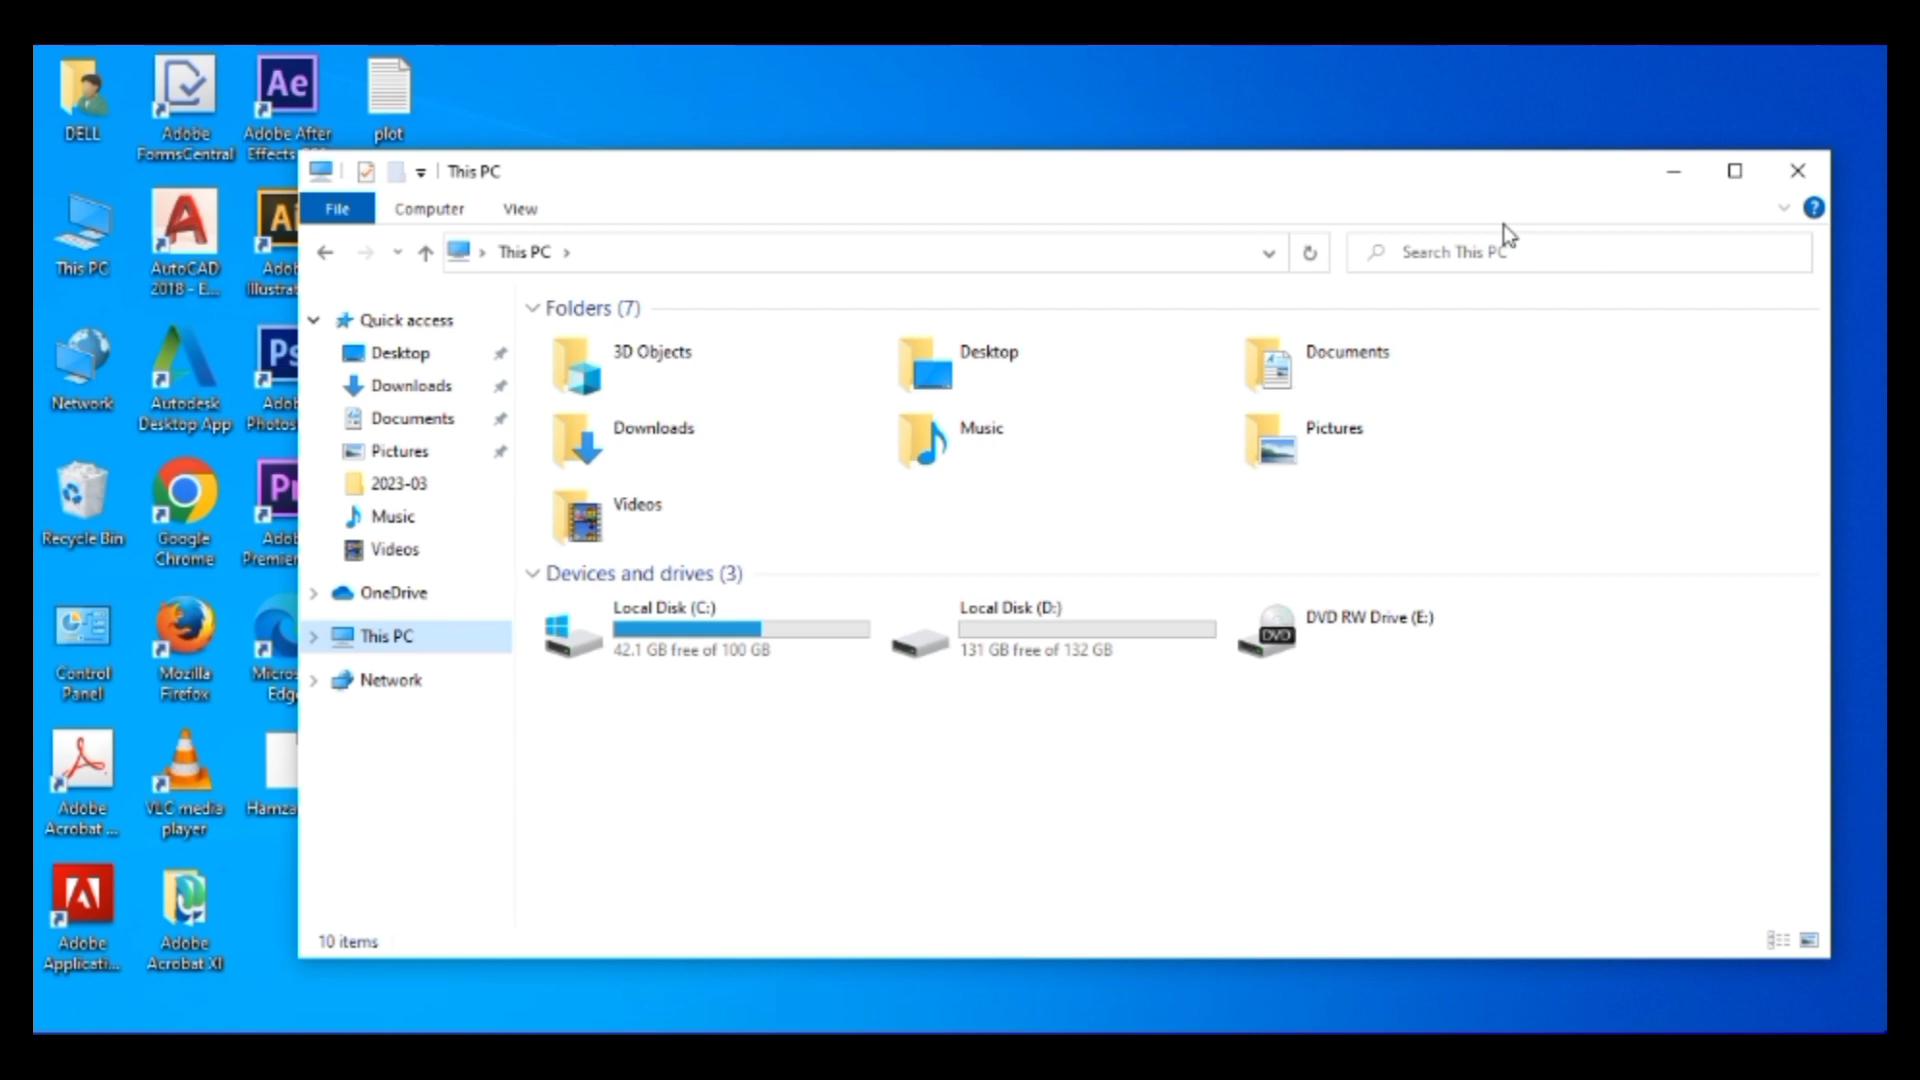 DELL
Adobe
FormsCentral
Ae
Adobe After
Effects
plot
This PC
A
AutoCAD
2018 - E...
Ai
Network
Autodesk
Desktop App
Ps
Recycle Bin
Google
Chrome
Control
Panel
Mozilla
Firefox
Adobe
Acrobat ...
VLC media
player
Adobe
Applicati...
Adobe
Acrobat XI
This PC
File
Computer
View
?
This PC
Search This PC
Quick access
Desktop
Downloads
Documents
Pictures
2023-03
Music
Videos
OneDrive
This PC
Network
Folders (7)
3D Objects
Desktop
Documents
Downloads
Music
Pictures
Videos
Devices and drives (3)
Local Disk (C:)
42.1 GB free of 100 GB
Local Disk (D:)
131 GB free of 132 GB
DVD
DVD RW Drive (E:)
10 items